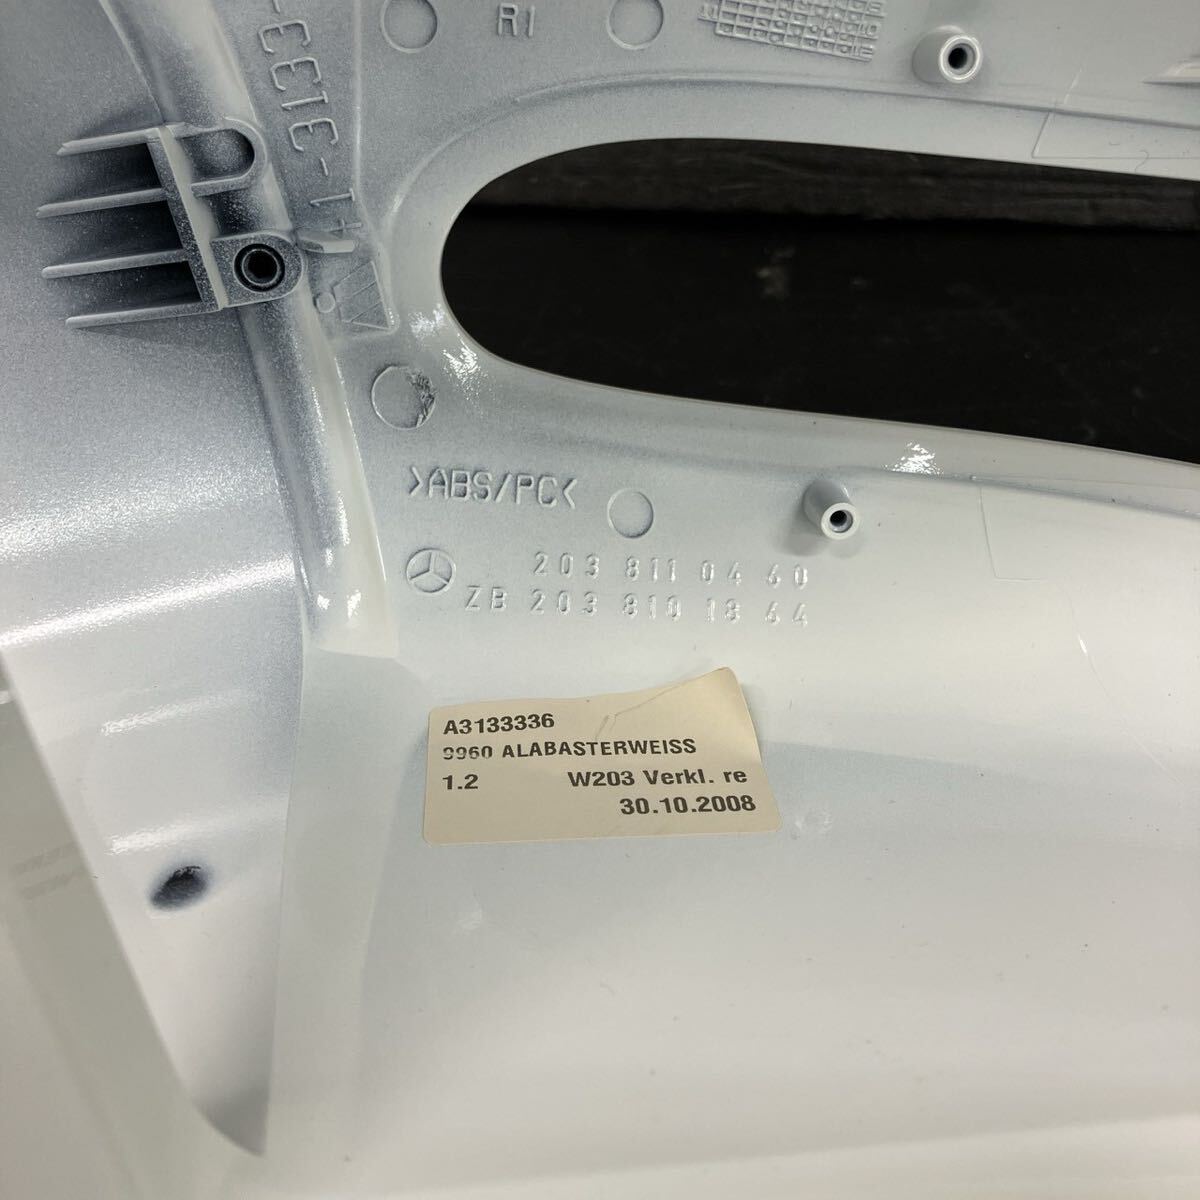 R1
>ABS/PC<
203 811 04 60
ZB 203 810 18 64
A3133336
9960 ALABASTERWEISS
1.2 W203 Verkl. re
30.10.2008